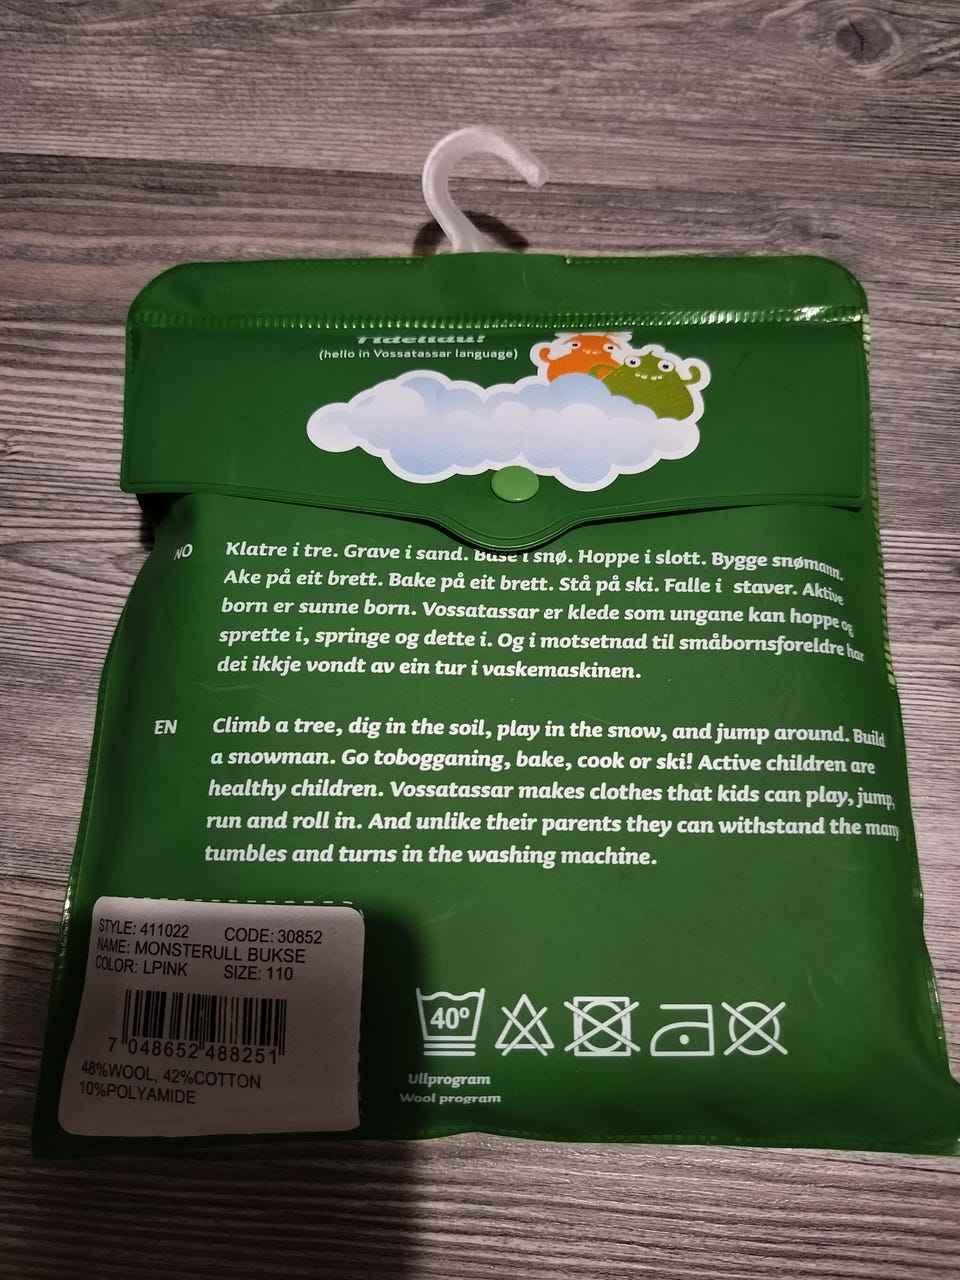 Tidelidu!
(hello in Vossatassar language)
NO
Klatre i tre. Grave i sand. Base i snø. Hoppe i slott. Bygge snømann.
Ake på eit brett. Bake på eit brett. Stå på ski. Falle i staver. Aktive
born er sunne born. Vossatassar er klede som ungane kan hoppe og
sprette i, springe og dette i. Og i motsetnad til småbornsforeldre har
dei ikkje vondt av ein tur i vaskemaskinen.
EN
Climb a tree, dig in the soil, play in the snow, and jump around. Build
a snowman. Go tobogganing, bake, cook or ski! Active children are
healthy children. Vossatassar makes clothes that kids can play, jump,
run and roll in. And unlike their parents they can withstand the many
tumbles and turns in the washing machine.
STYLE: 411022 CODE: 30852
NAME: MONSTERULL BUKSE
COLOR: LPINK SIZE: 110
7 048652 488251
48%WOOL, 42%COTTON
10%POLYAMIDE
40°
Ullprogram
Wool program